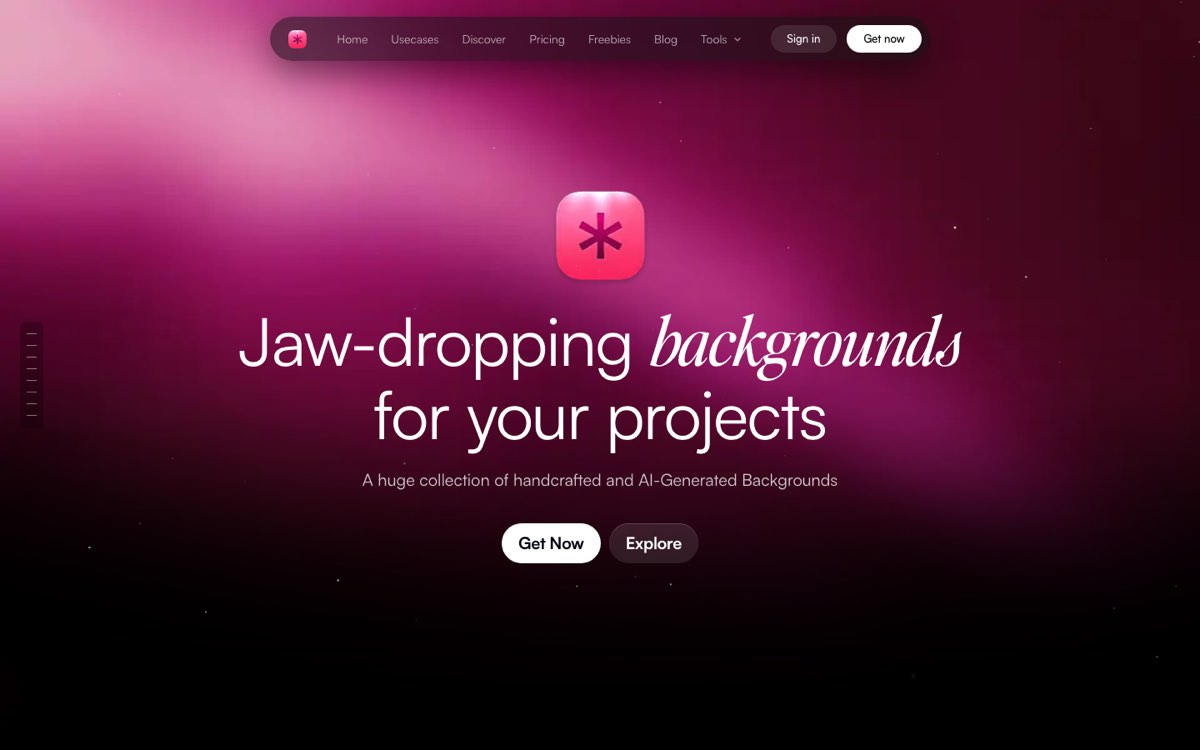 Home Usecases Discover Pricing Freebies Blog Tools Sign in Get now
Jaw-dropping backgrounds
for your projects
A huge collection of handcrafted and AI-Generated Backgrounds
Get Now Explore